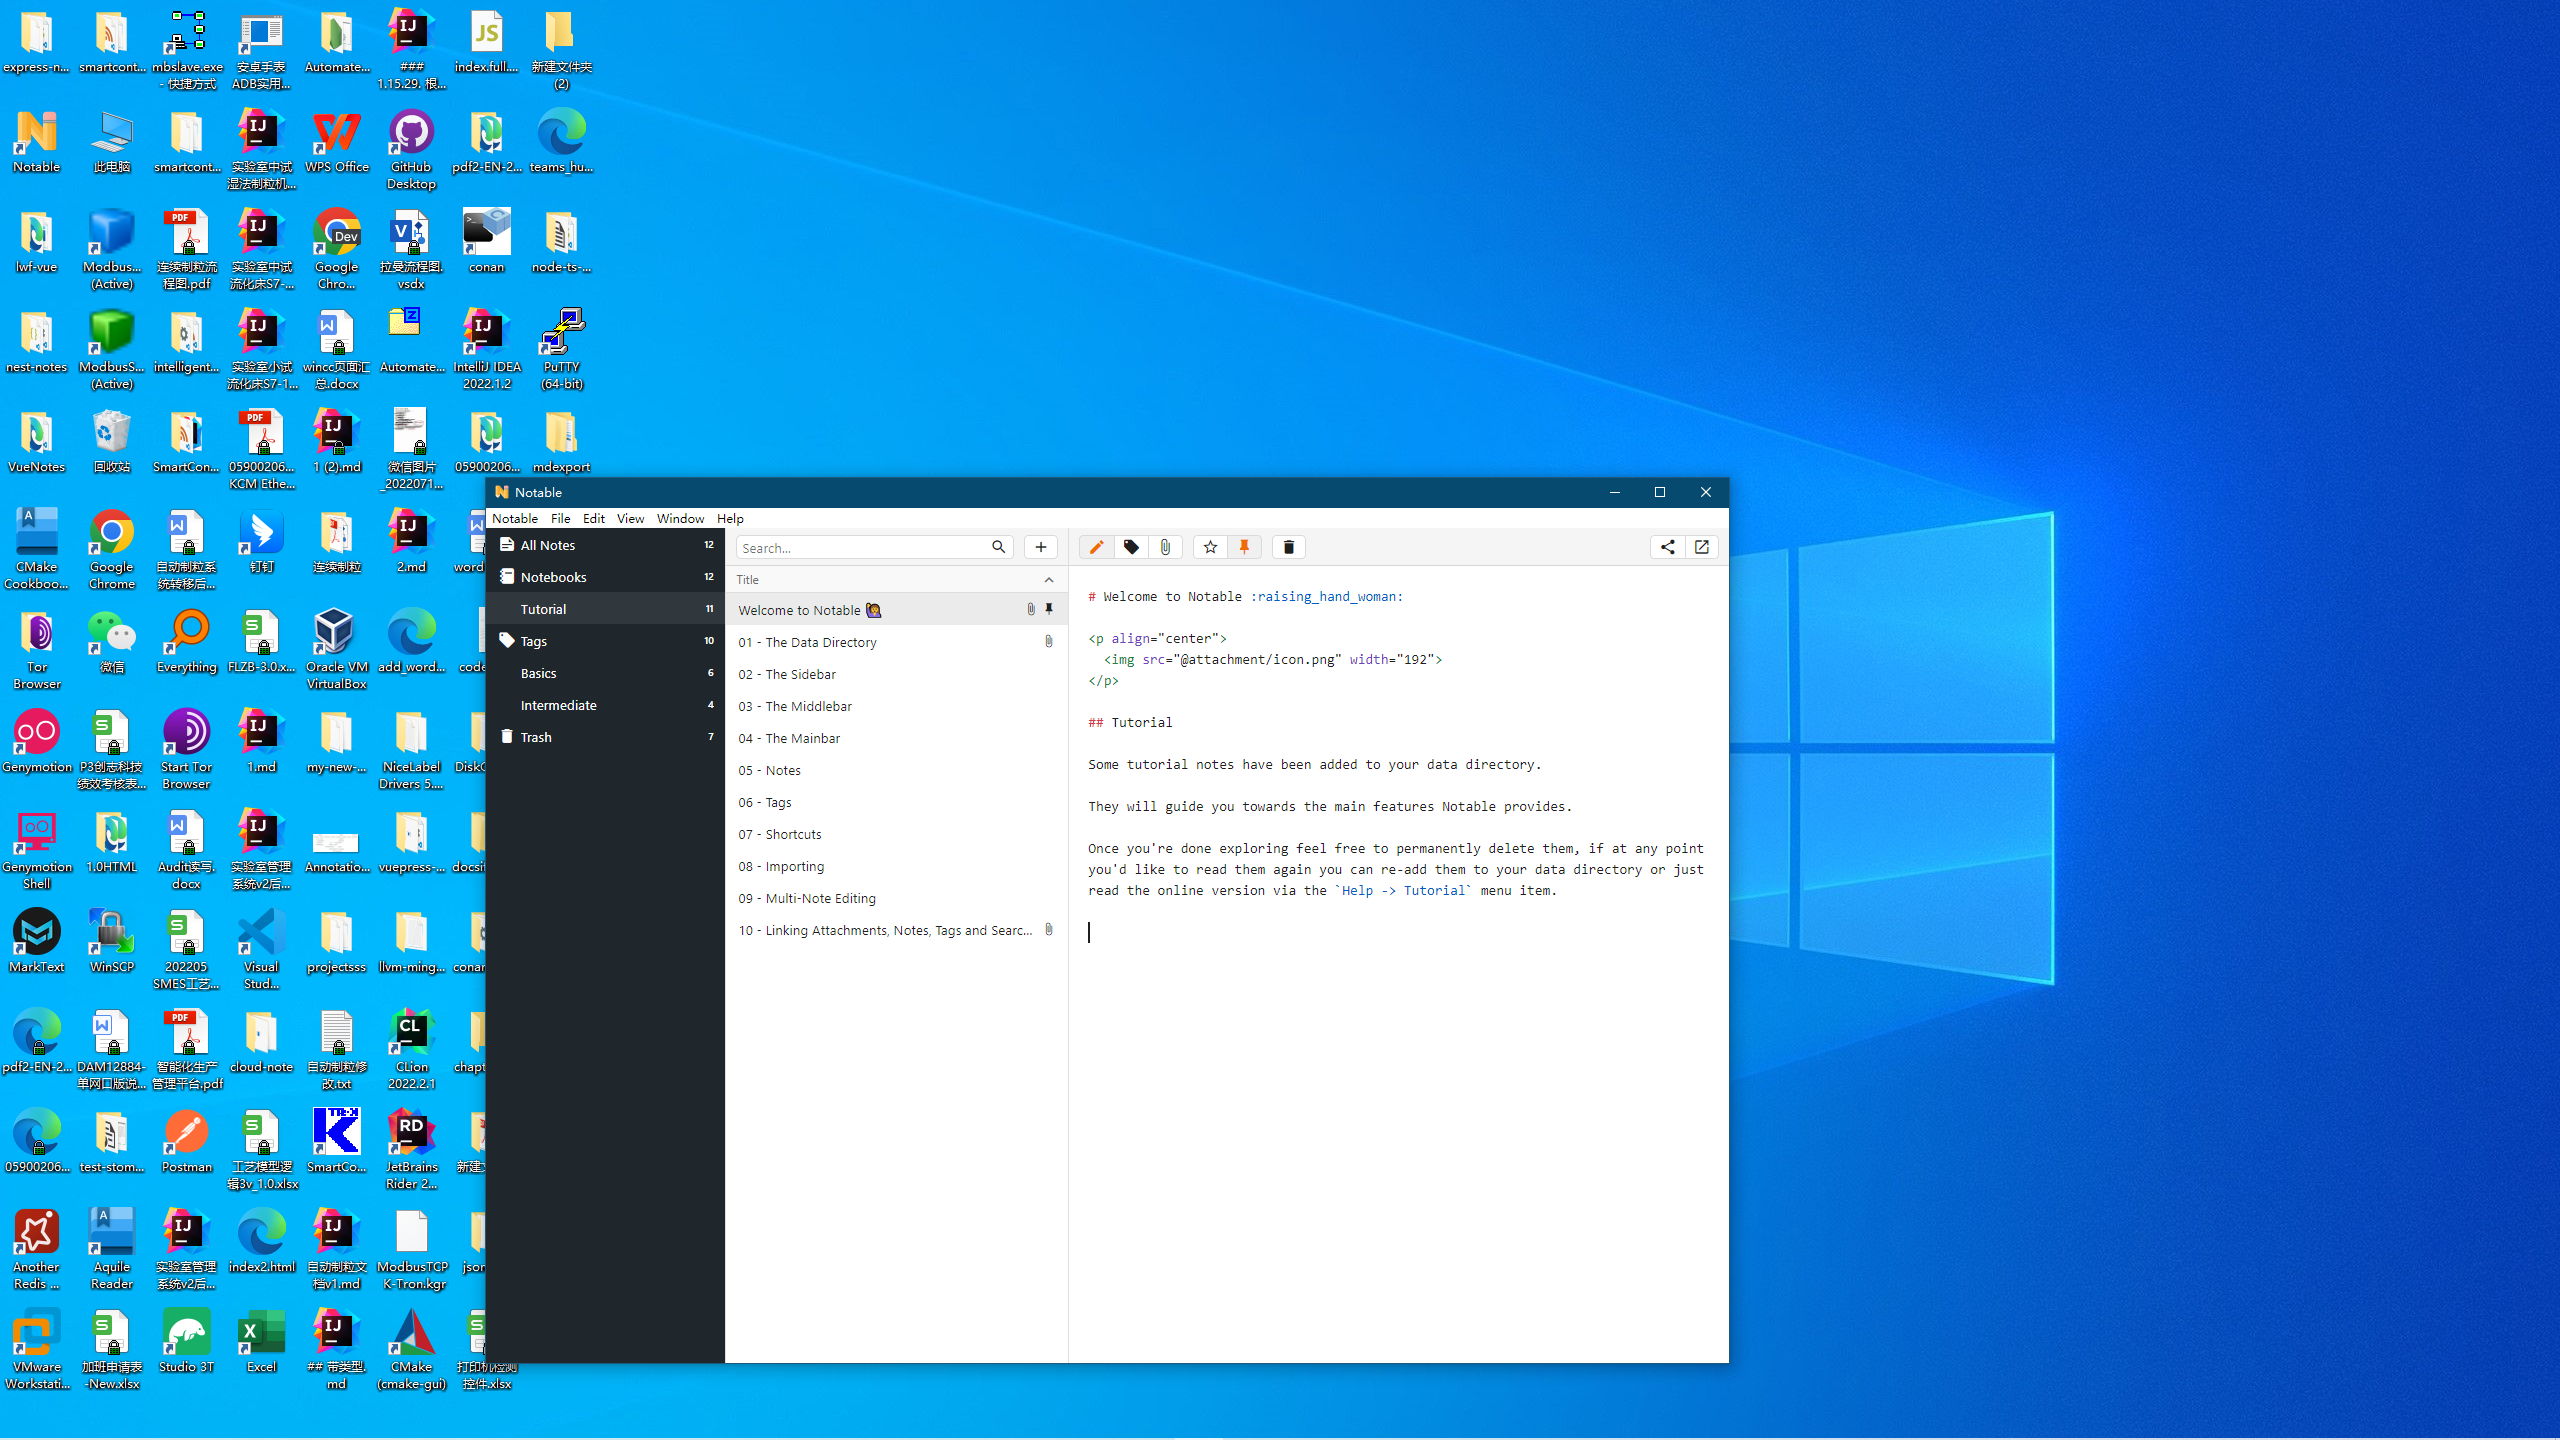 express-n...
smartcont...
mbslave.exe
- 快捷方式
安卓手表
ADB实用...
Automate...
###
1.15.29. 根...
index.full....
新建文件夹
(2)
Notable
此电脑
smartcont...
实验室中试
湿法制粒机...
WPS Office
GitHub
Desktop
pdf2-EN-2...
teams_hu...
lwf-vue
Modbus...
(Active)
连续制粒流
程图.pdf
实验室中试
流化床S7-...
Google
Chro...
拉曼流程图.
vsdx
conan
node-ts-...
nest-notes
ModbusS...
(Active)
intelligent...
实验室小试
流化床S7-1...
wincc页面汇
总.docx
Automate...
IntelliJ IDEA
2022.1.2
PuTTY
(64-bit)
VueNotes
回收站
SmartCon...
05900206...
KCM Ethe...
1 (2).md
微信图片
_2022071...
05900206...
mdexport
CMake
Cookboo...
Google
Chrome
自动制粒系
统转移后...
钉钉
连续制粒
2.md
word
Tor
Browser
微信
Everything
FLZB-3.0.x...
Oracle VM
VirtualBox
add_word...
code
Genymotion
P3创志科技
绩效考核表...
Start Tor
Browser
1.md
my-new-...
NiceLabel
Drivers 5....
Genymotion
Shell
1.0HTML
Audit读写.
docx
实验室管理
系统v2后...
Annotatio...
vuepress-...
docsif
MarkText
WinSCP
202205
SMES工艺...
Visual
Stud...
projectsss
llvm-ming...
conan
pdf2-EN-2...
DAM12884-
单网口版说...
智能化生产
管理平台.pdf
cloud-note
自动制粒修
改.txt
CLion
2022.2.1
chapt
05900206...
test-stom...
Postman
工艺模型逻
辑3v_1.0.xlsx
SmartCo...
JetBrains
Rider 2...
新建
Another
Redis ...
Aquile
Reader
实验室管理
系统v2后...
index2.html
自动制粒文
档v1.md
ModbusTCP
K-Tron.kgr
json
VMware
Workstati...
加班申请表
-New.xlsx
Studio 3T
Excel
## 带类型.
md
CMake
(cmake-gui)
打印机检测
控件.xlsx
Notable
Notable File Edit View Window Help
All Notes 12
Notebooks 12
Tutorial 11
Tags 10
Basics 6
Intermediate 4
Trash 7
Search...
Title
Welcome to Notable 🙋‍♀️
01 - The Data Directory
02 - The Sidebar
03 - The Middlebar
04 - The Mainbar
05 - Notes
06 - Tags
07 - Shortcuts
08 - Importing
09 - Multi-Note Editing
10 - Linking Attachments, Notes, Tags and Searc...
# Welcome to Notable :raising_hand_woman:
<p align="center">
<img src="@attachment/icon.png" width="192">
</p>
## Tutorial
Some tutorial notes have been added to your data directory.
They will guide you towards the main features Notable provides.
Once you're done exploring feel free to permanently delete them, if at any point
you'd like to read them again you can re-add them to your data directory or just
read the online version via the `Help -> Tutorial` menu item.